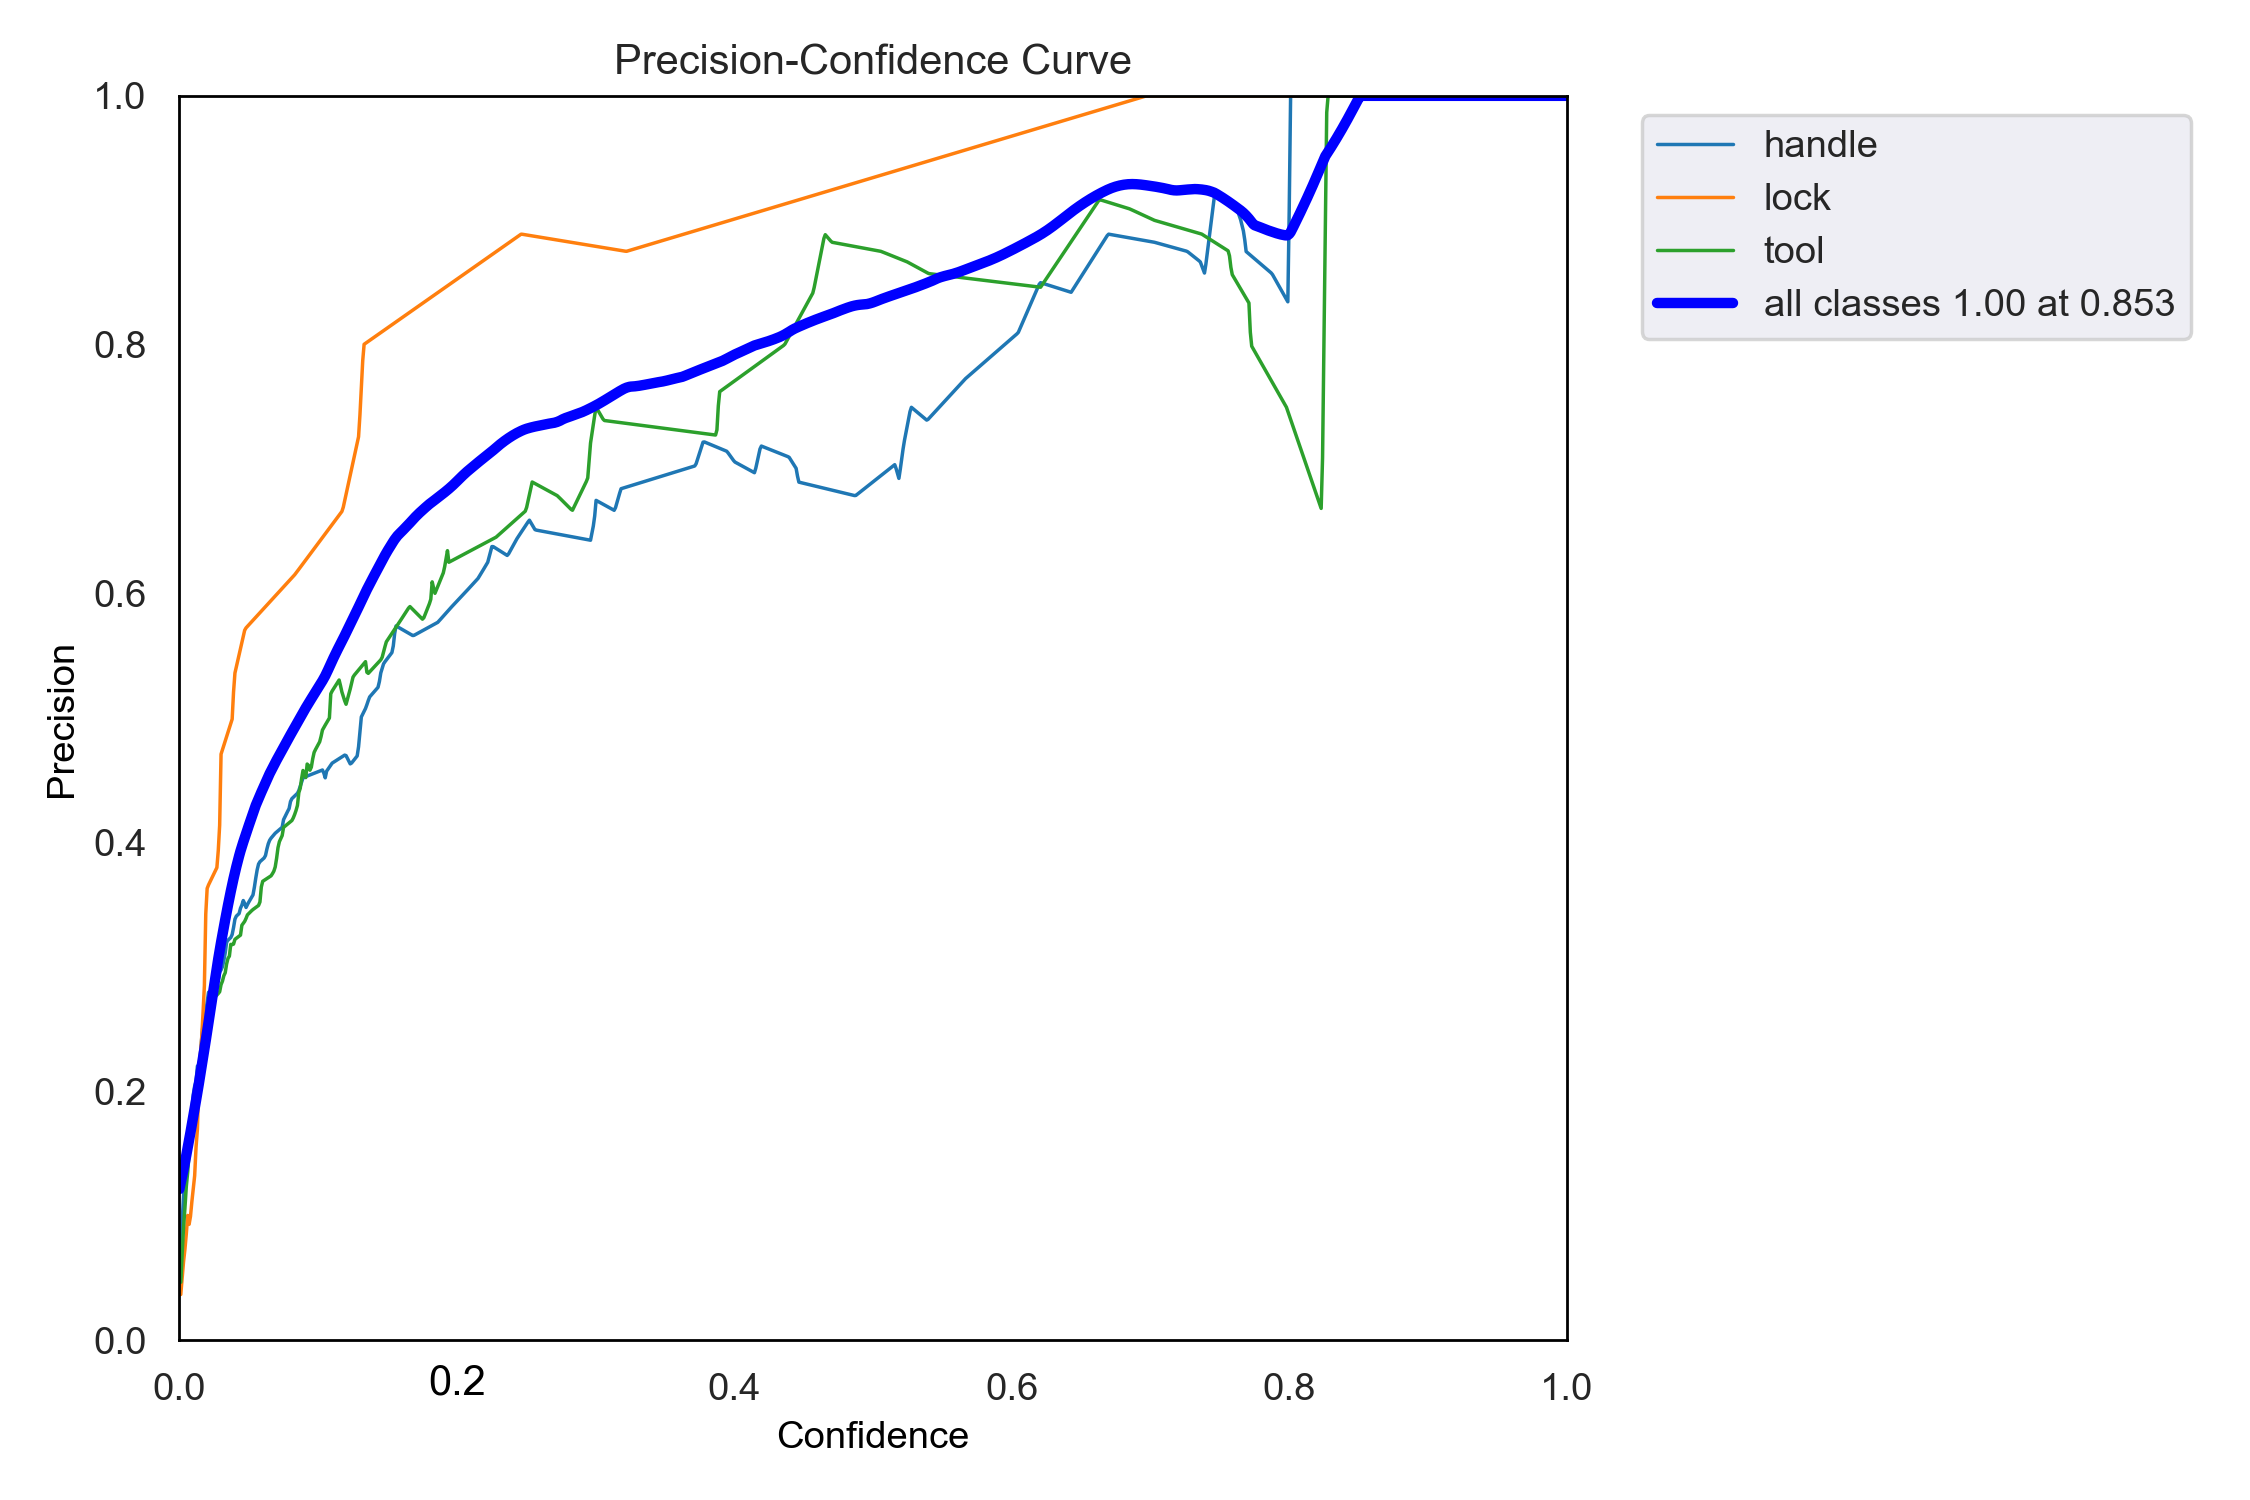 Precision-Confidence Curve
1.0
0.8
0.6
0.4
0.2
0.0
Precision
0.0 0.2 0.4 0.6 0.8 1.0
Confidence
handle
lock
tool
all classes 1.00 at 0.853